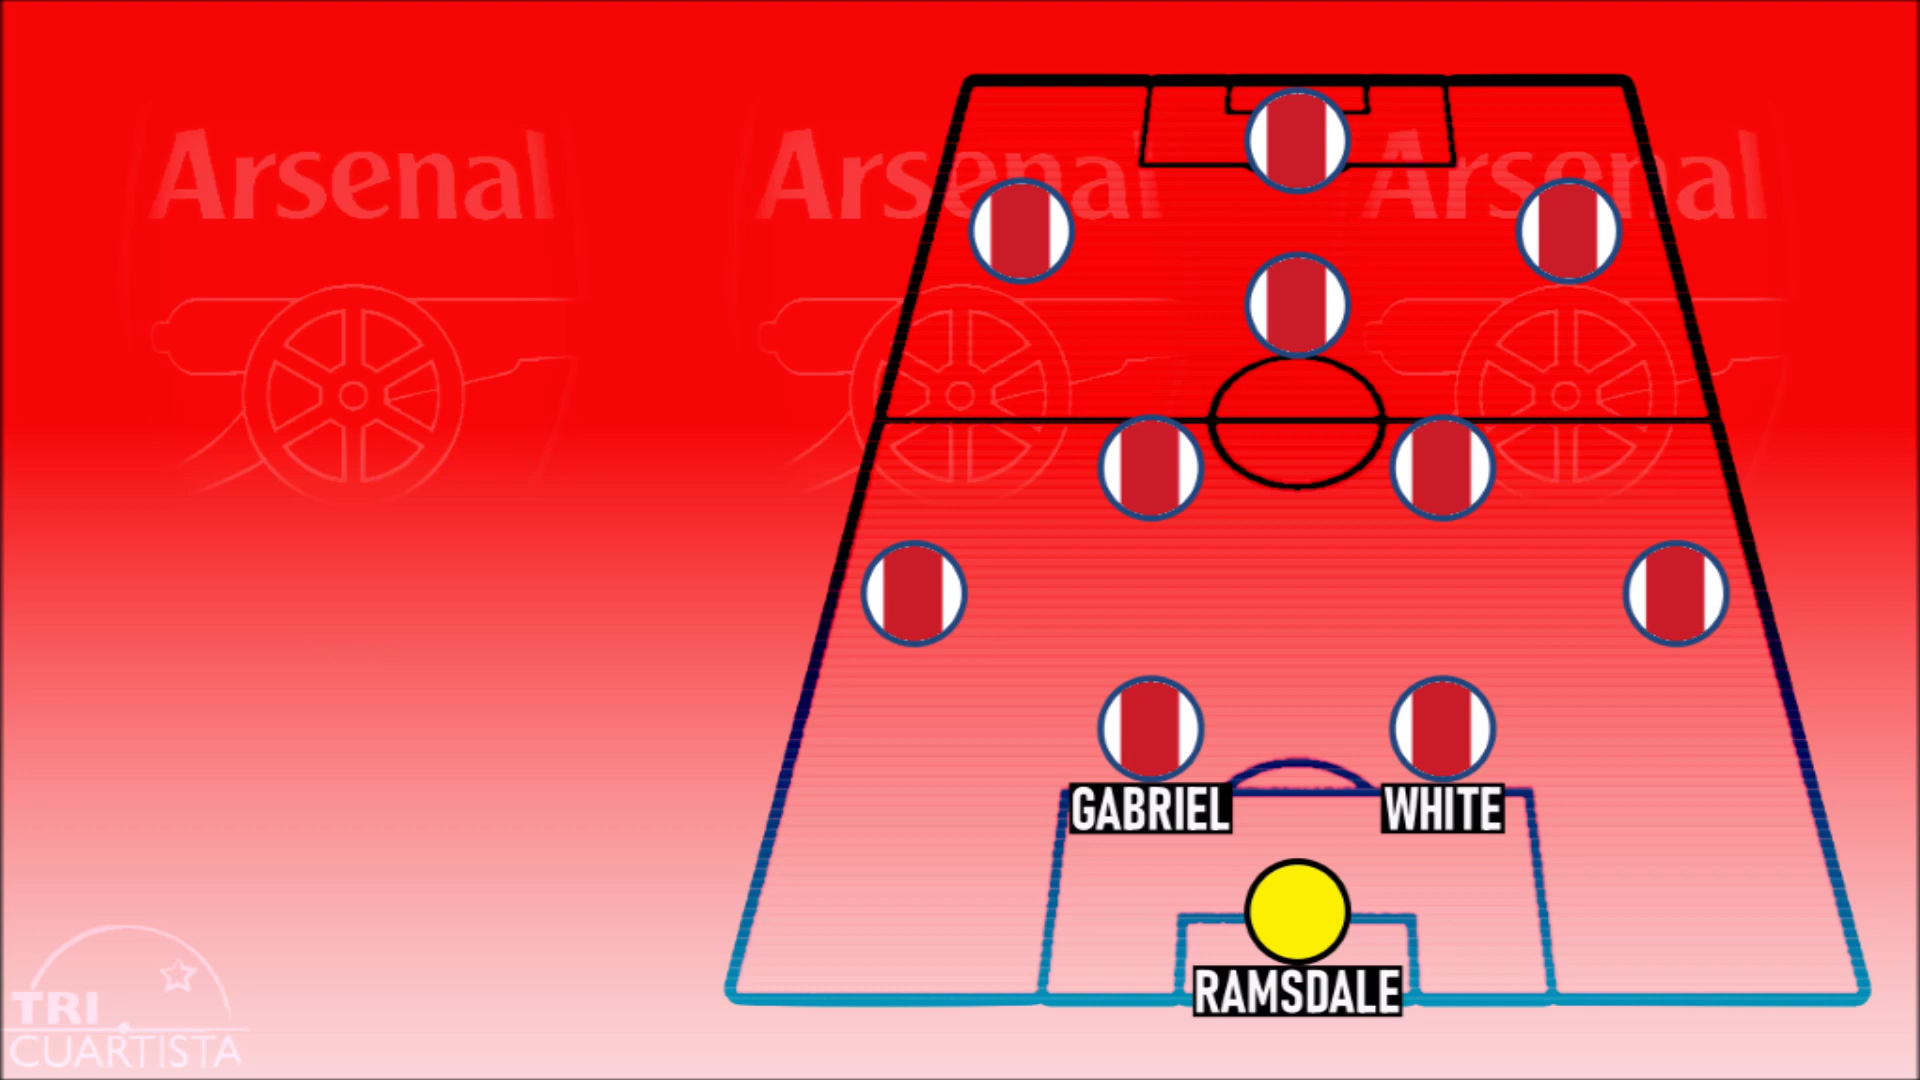 Arsenal
Arsenal
Arsenal
GABRIEL
WHITE
RAMSDALE
TRI
CUARTISTA